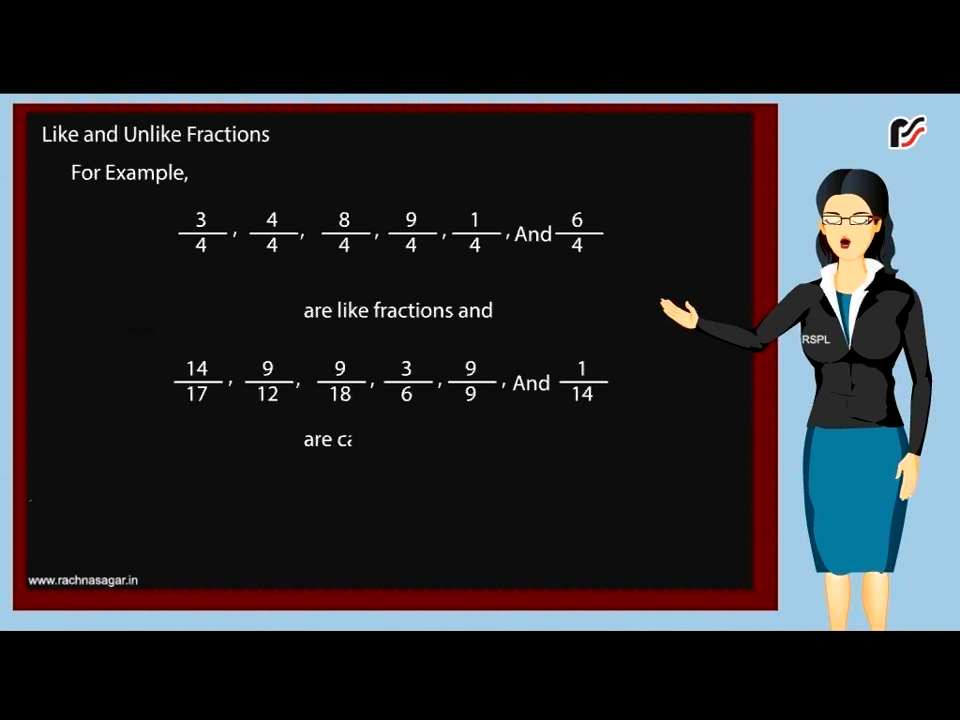 Like and Unlike Fractions
For Example,
3/4, 4/4, 8/4, 9/4, 1/4, And 6/4
are like fractions and
RSPL
14/17, 9/12, 9/18, 3/6, 9/9, And 1/14
are ca
www.rachnasagar.in